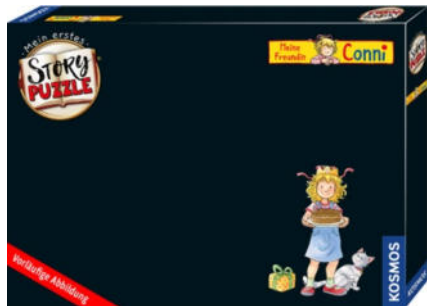 Mein erstes
STORY
PUZZLE
Meine
Freundin
Conni
Vorläufige Abbildung
KOSMOS